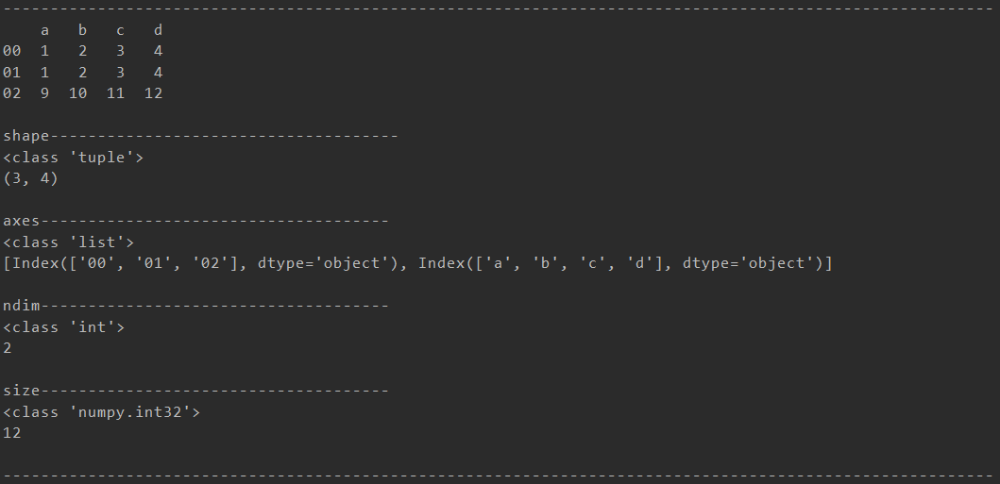 ---------------------------------------------------------------------------------------------------------
    a   b   c   d
00  1   2   3   4
01  1   2   3   4
02  9  10  11  12
shape-------------------------------------
<class 'tuple'>
(3, 4)
axes-------------------------------------
<class 'list'>
[Index(['00', '01', '02'], dtype='object'), Index(['a', 'b', 'c', 'd'], dtype='object')]
ndim-------------------------------------
<class 'int'>
2
size-------------------------------------
<class 'numpy.int32'>
12
---------------------------------------------------------------------------------------------------------